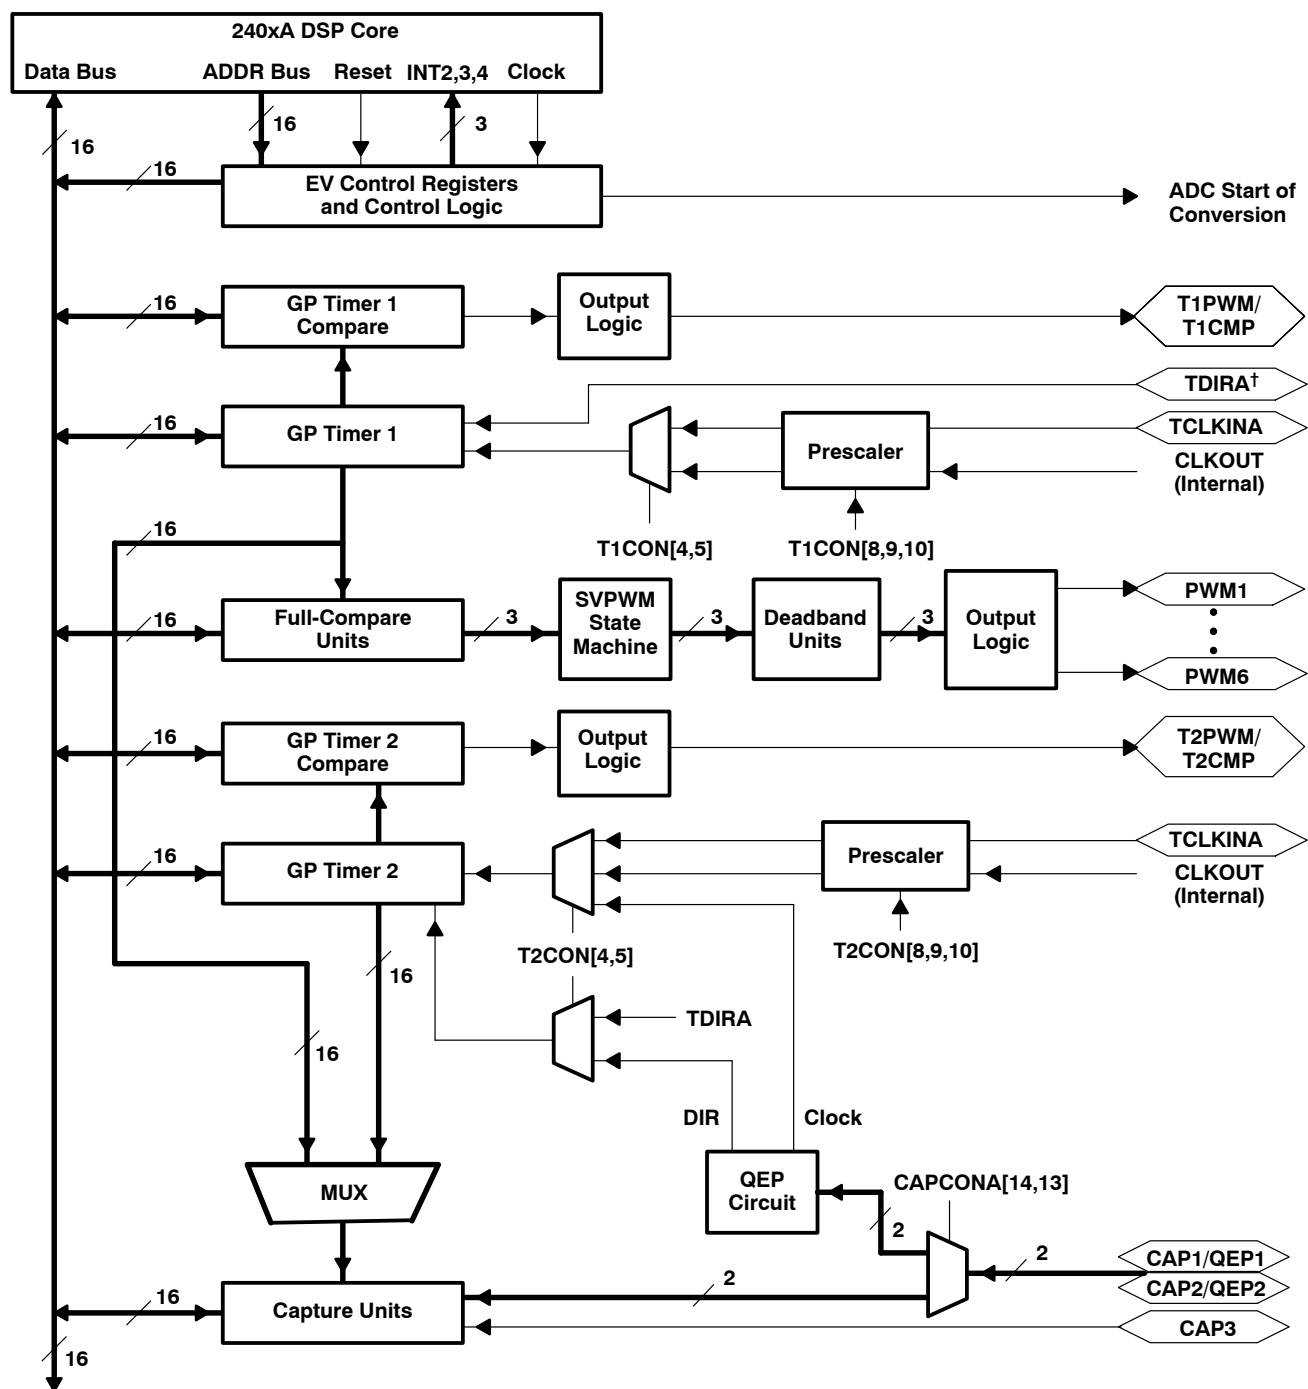 240xA DSP Core
Data Bus
ADDR Bus
Reset
INT2,3,4
Clock
16
16
3
16
EV Control Registers
and Control Logic
ADC Start of
Conversion
16
GP Timer 1
Compare
Output
Logic
T1PWM/
T1CMP
TDIRA†
16
GP Timer 1
Prescaler
TCLKINA
CLKOUT
(Internal)
T1CON[4,5]
T1CON[8,9,10]
16
16
Full-Compare
Units
3
SVPWM
State
Machine
3
Deadband
Units
3
Output
Logic
PWM1
PWM6
16
GP Timer 2
Compare
Output
Logic
T2PWM/
T2CMP
16
GP Timer 2
Prescaler
TCLKINA
CLKOUT
(Internal)
T2CON[4,5]
T2CON[8,9,10]
16
TDIRA
16
DIR
Clock
MUX
QEP
Circuit
CAPCONA[14,13]
2
2
CAP1/QEP1
CAP2/QEP2
2
16
Capture Units
CAP3
16